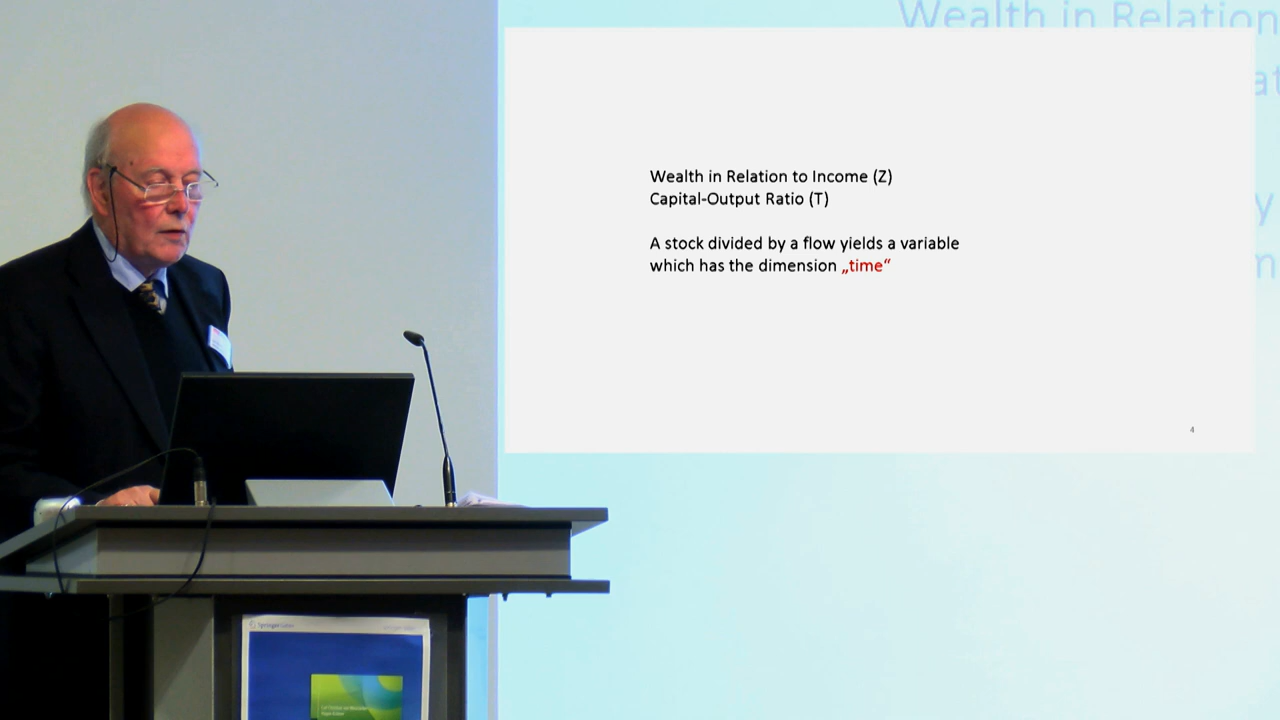 Wealth in Relation
Wealth in Relation to Income (Z)
Capital-Output Ratio (T)
A stock divided by a flow yields a variable
which has the dimension „time“
4